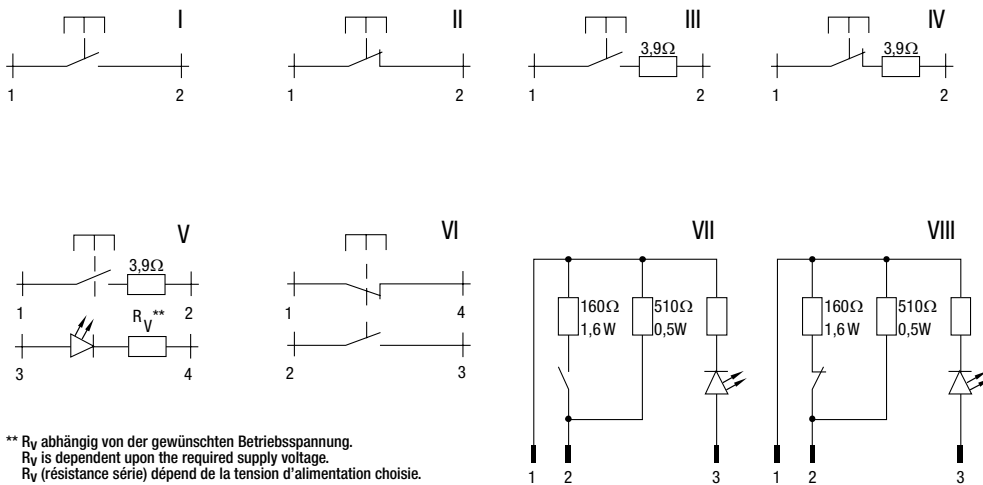 I
II
III
IV
3,9Ω
3,9Ω
1 2
1 2
1 2
1 2
V
VI
VII
VIII
3,9Ω
1 2
RV**
3 4
1 4
2 3
160Ω
1,6 W
510Ω
0,5W
160Ω
1,6 W
510Ω
0,5W
1 2 3
1 2 3
** RV abhängig von der gewünschten Betriebsspannung.
RV is dependent upon the required supply voltage.
RV (résistance série) dépend de la tension d'alimentation choisie.